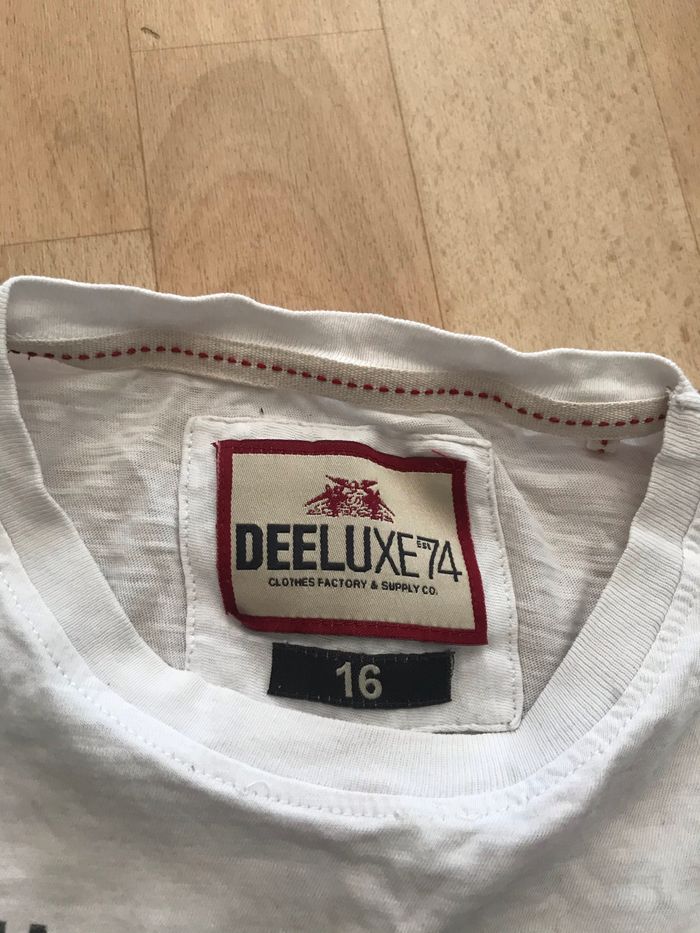 DEELUXE Est 74
CLOTHES FACTORY & SUPPLY CO.
16